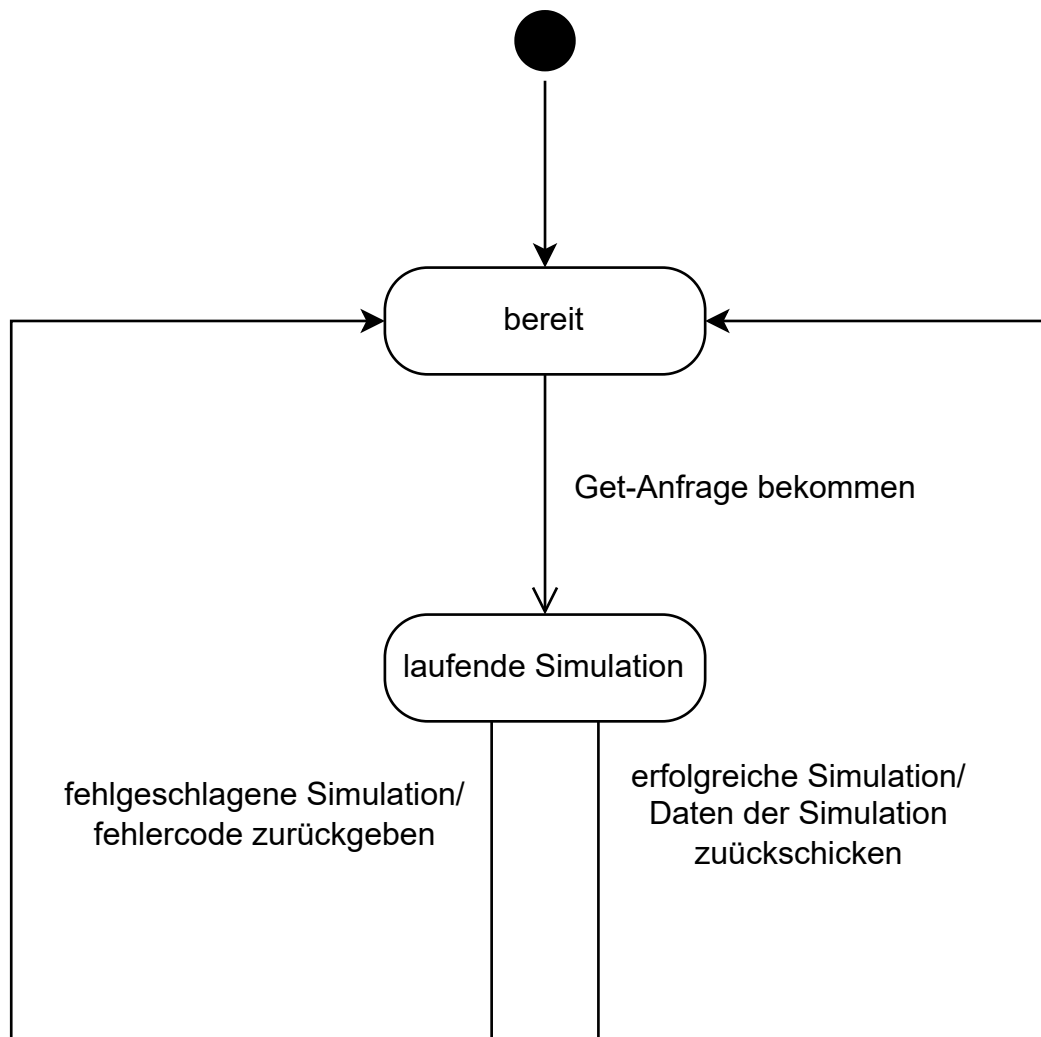 bereit
Get-Anfrage bekommen
laufende Simulation
fehlgeschlagene Simulation/
fehlercode zurückgeben
erfolgreiche Simulation/
Daten der Simulation
zuückschicken